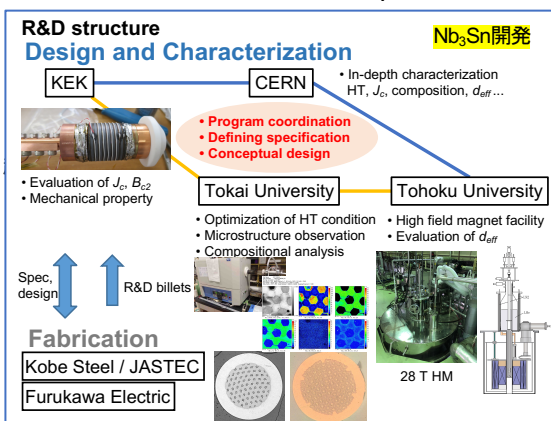 R&D structure
Design and Characterization
Nb₃Sn開発
KEK
CERN
• In-depth characterization
HT, Jc, composition, deff ...
• Program coordination
• Defining specification
• Conceptual design
• Evaluation of Jc, Bc2
• Mechanical property
Tokai University
• Optimization of HT condition
• Microstructure observation
• Compositional analysis
Tohoku University
• High field magnet facility
• Evaluation of deff
Spec,
design
R&D billets
28 T HM
Fabrication
Kobe Steel / JASTEC
Furukawa Electric